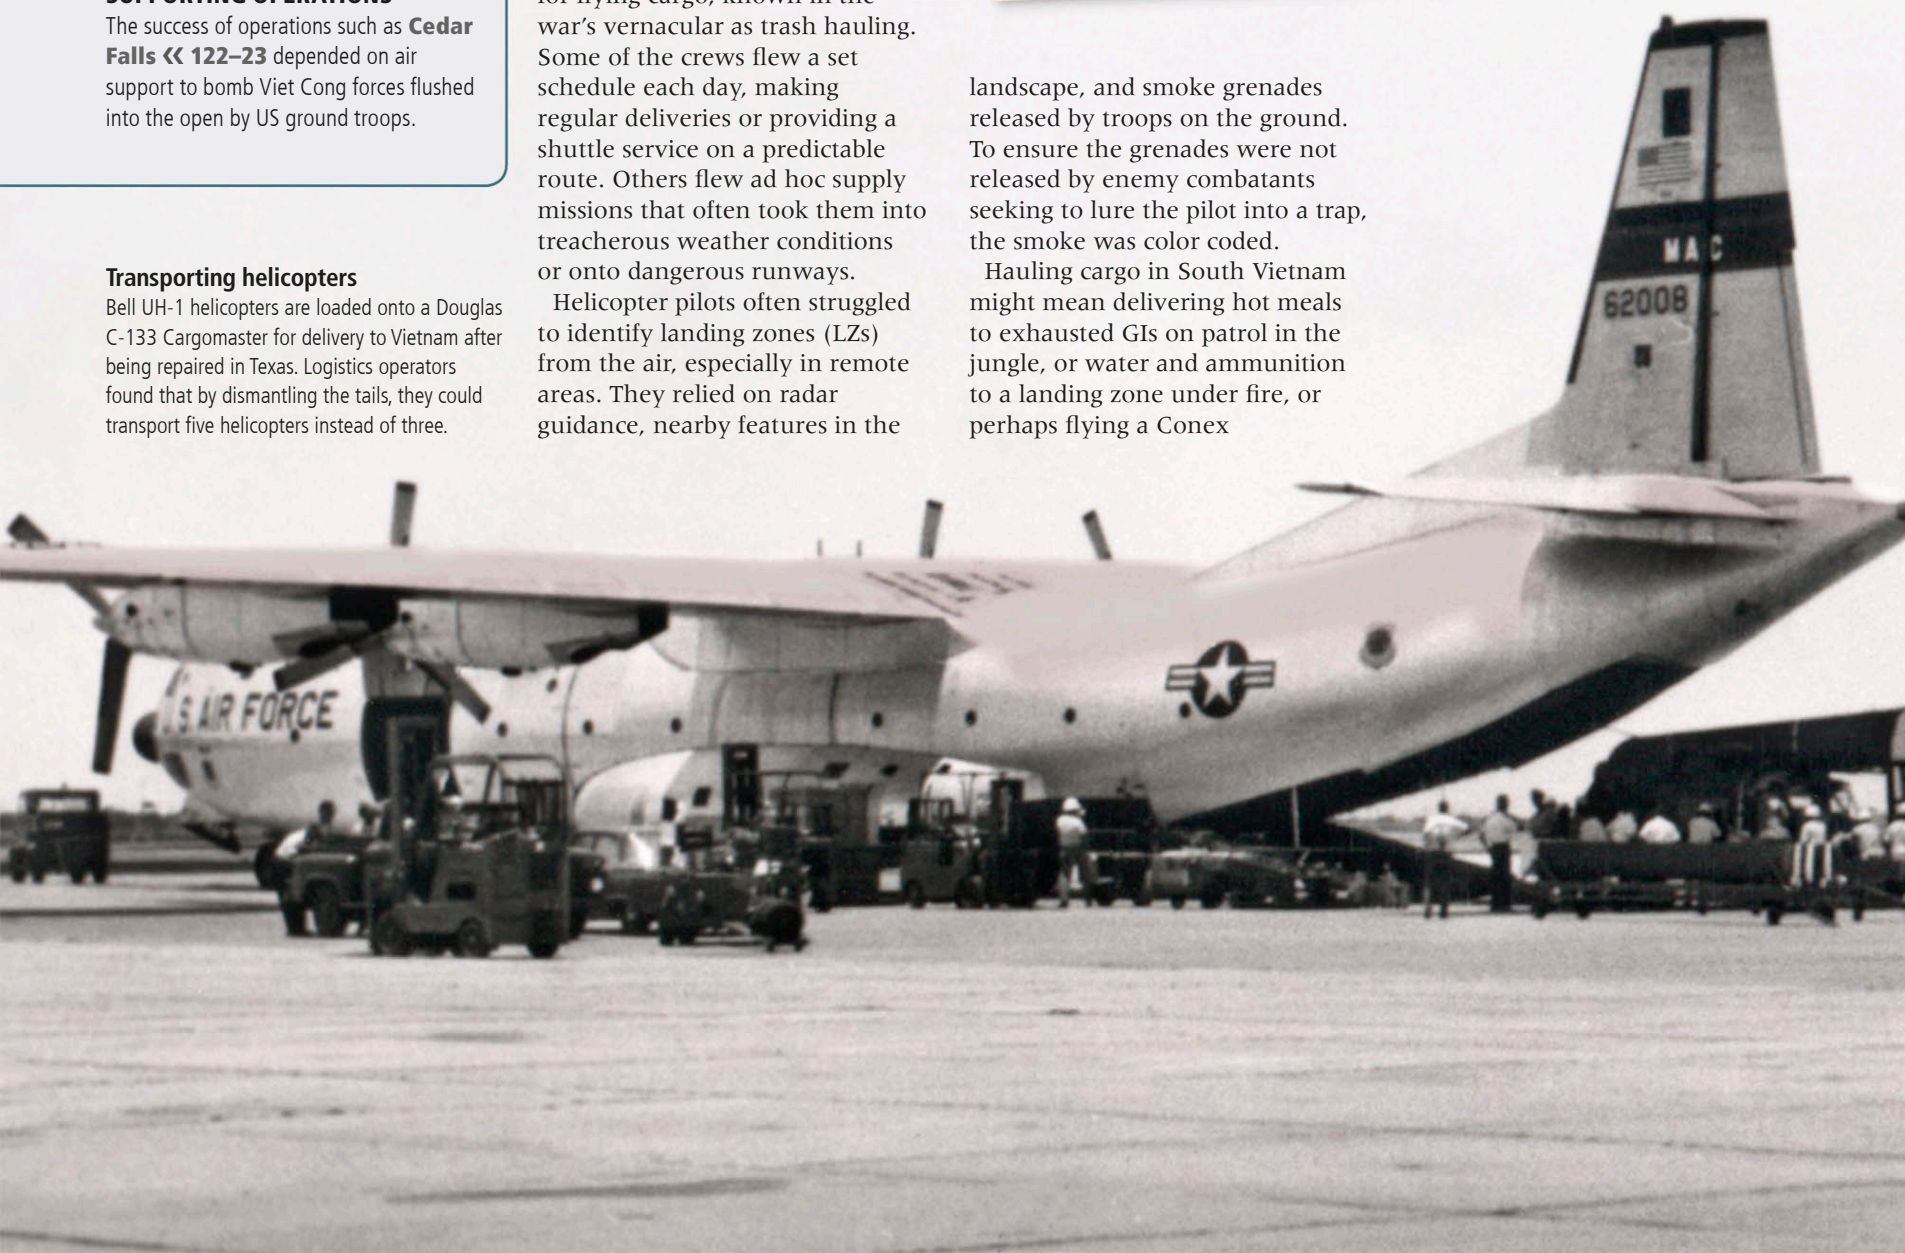 SUPPORTING OPERATIONS
The success of operations such as Cedar
Falls « 122–23 depended on air
support to bomb Viet Cong forces flushed
into the open by US ground troops.
Transporting helicopters
Bell UH-1 helicopters are loaded onto a Douglas
C-133 Cargomaster for delivery to Vietnam after
being repaired in Texas. Logistics operators
found that by dismantling the tails, they could
transport five helicopters instead of three.
for flying cargo, known in the
war’s vernacular as trash hauling.
Some of the crews flew a set
schedule each day, making
regular deliveries or providing a
shuttle service on a predictable
route. Others flew ad hoc supply
missions that often took them into
treacherous weather conditions
or onto dangerous runways.
Helicopter pilots often struggled
to identify landing zones (LZs)
from the air, especially in remote
areas. They relied on radar
guidance, nearby features in the
landscape, and smoke grenades
released by troops on the ground.
To ensure the grenades were not
released by enemy combatants
seeking to lure the pilot into a trap,
the smoke was color coded.
Hauling cargo in South Vietnam
might mean delivering hot meals
to exhausted GIs on patrol in the
jungle, or water and ammunition
to a landing zone under fire, or
perhaps flying a Conex
MAC
62008
U.S. AIR FORCE